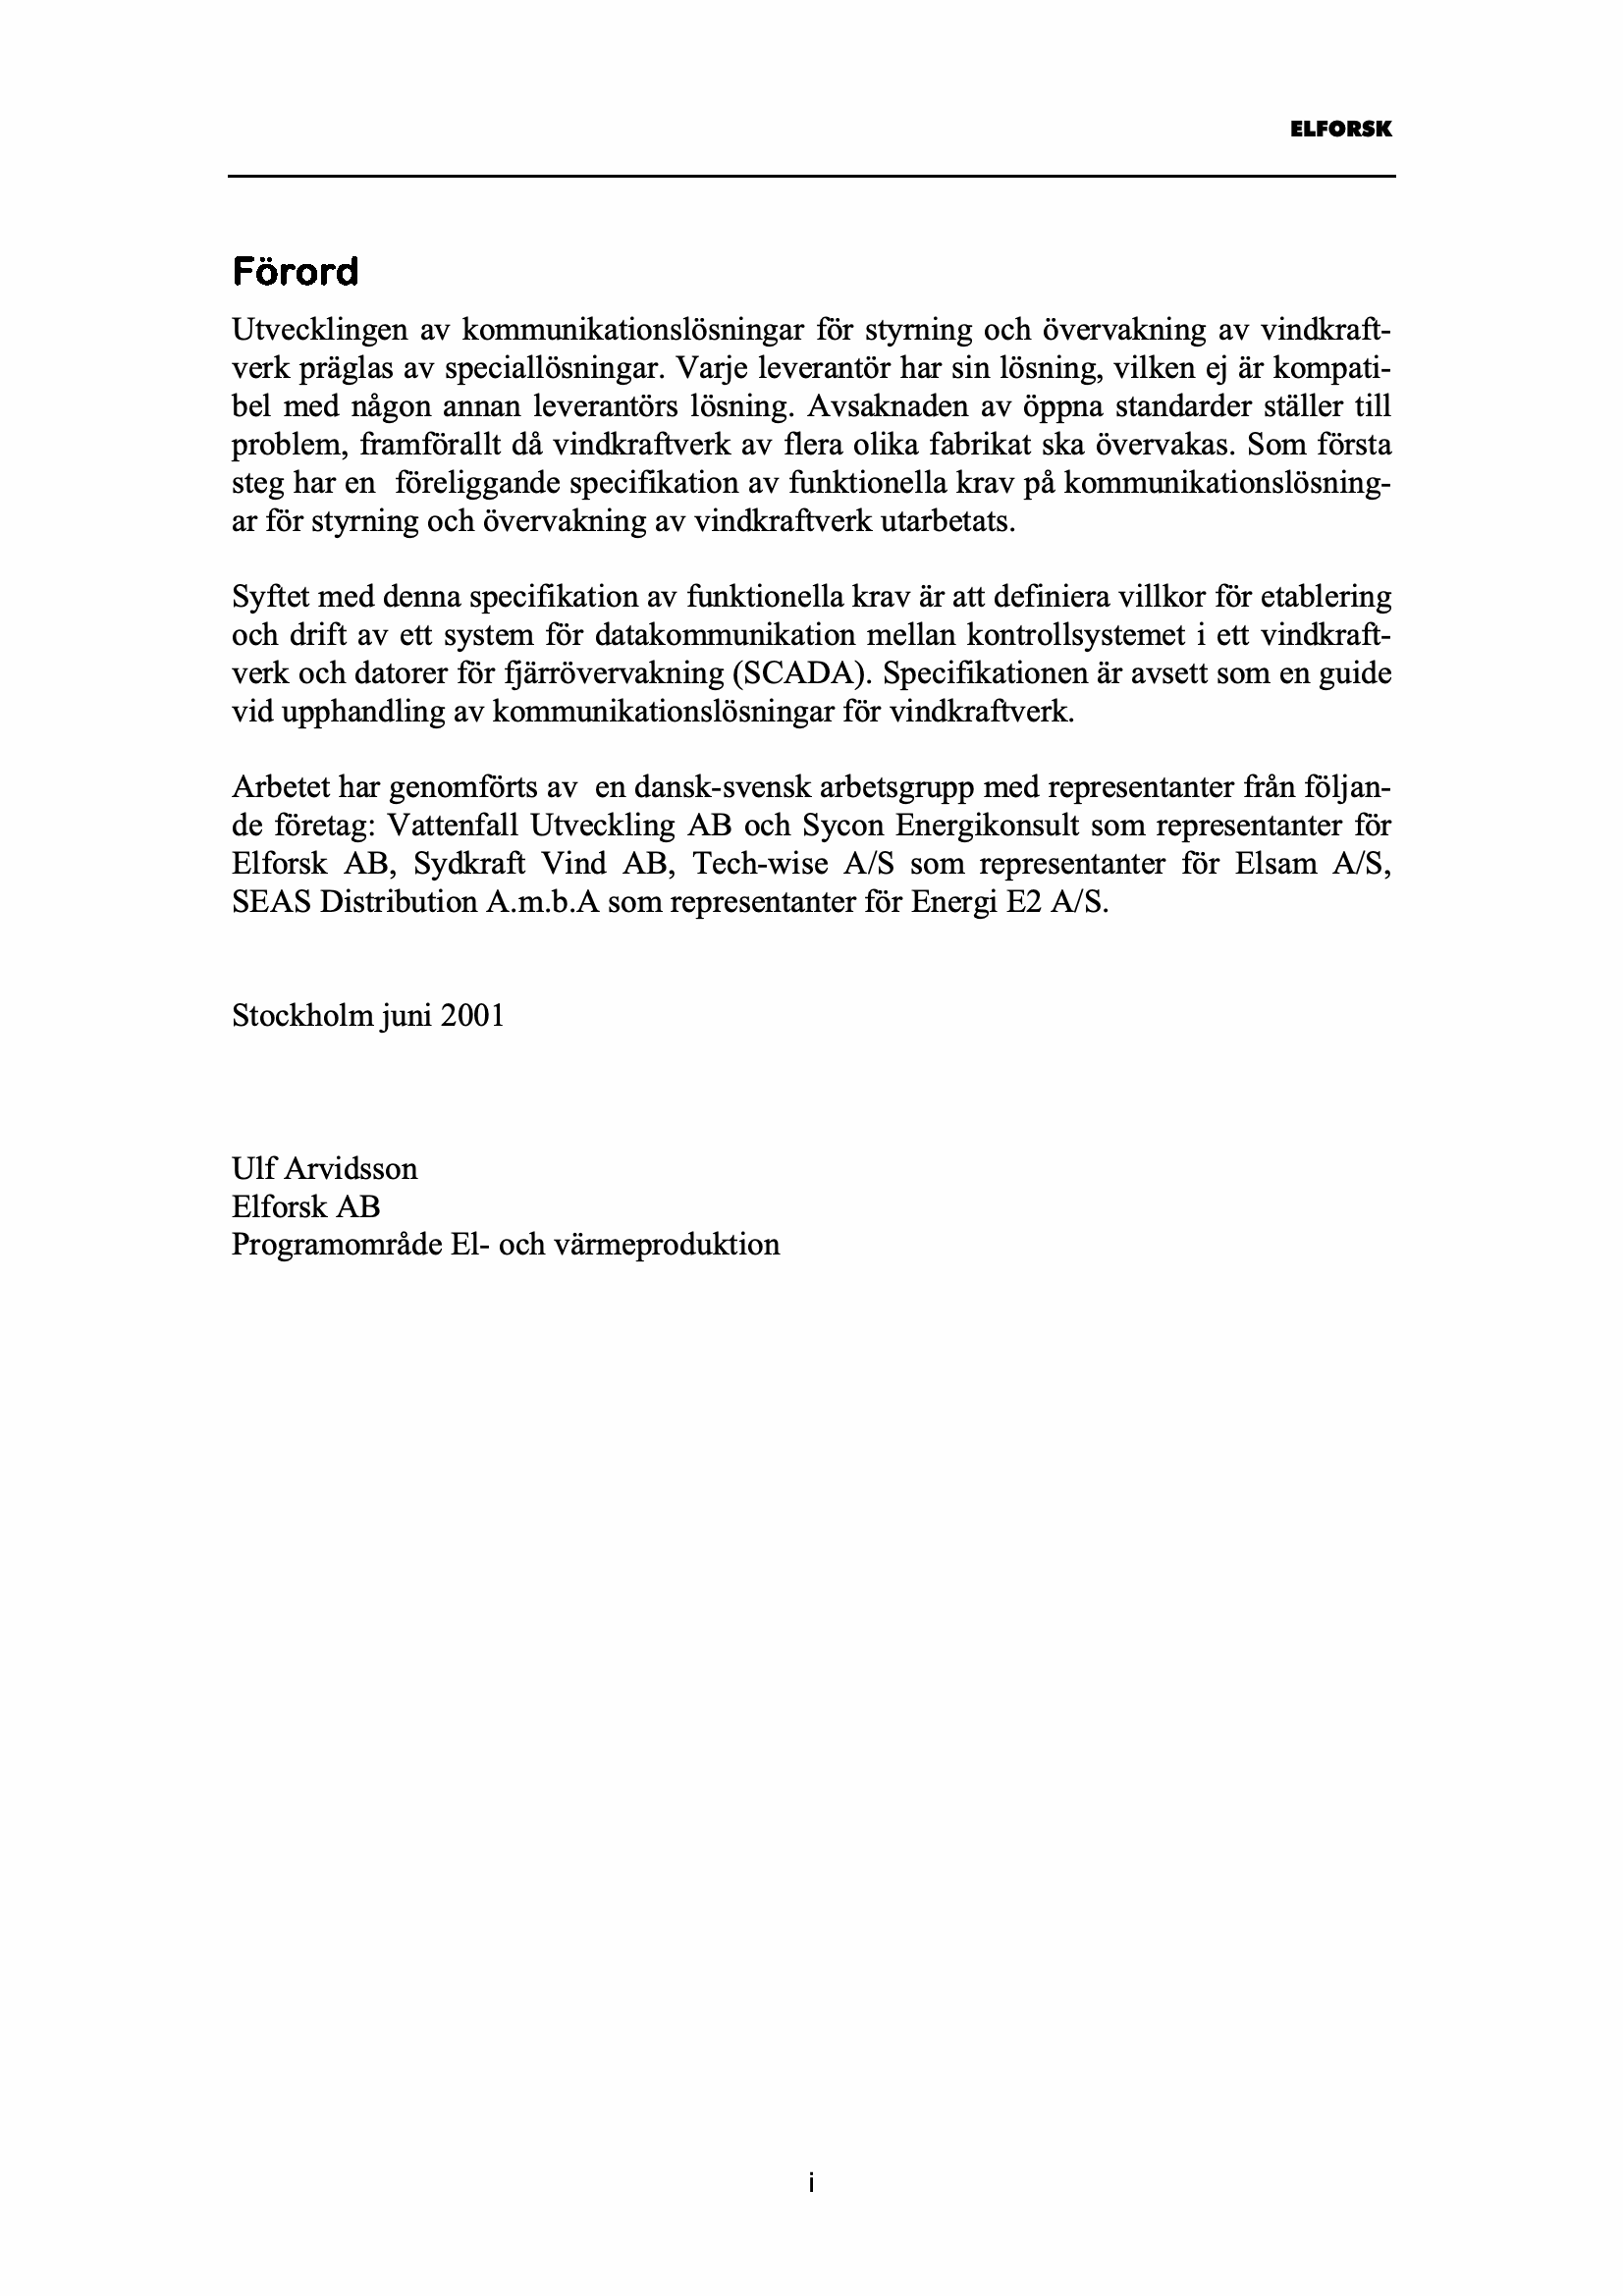 ELFORSK
Förord
Utvecklingen av kommunikationslösningar för styrning och övervakning av vindkraft-
verk präglas av speciallösningar. Varje leverantör har sin lösning, vilken ej är kompati-
bel med någon annan leverantörs lösning. Avsaknaden av öppna standarder ställer till
problem, framförallt då vindkraftverk av flera olika fabrikat ska övervakas. Som första
steg har en  föreliggande specifikation av funktionella krav på kommunikationslösning-
ar för styrning och övervakning av vindkraftverk utarbetats.
Syftet med denna specifikation av funktionella krav är att definiera villkor för etablering
och drift av ett system för datakommunikation mellan kontrollsystemet i ett vindkraft-
verk och datorer för fjärrövervakning (SCADA). Specifikationen är avsett som en guide
vid upphandling av kommunikationslösningar för vindkraftverk.
Arbetet har genomförts av  en dansk-svensk arbetsgrupp med representanter från följan-
de företag: Vattenfall Utveckling AB och Sycon Energikonsult som representanter för
Elforsk AB, Sydkraft Vind AB, Tech-wise A/S som representanter för Elsam A/S,
SEAS Distribution A.m.b.A som representanter för Energi E2 A/S.
Stockholm juni 2001
Ulf Arvidsson
Elforsk AB
Programområde El- och värmeproduktion
i